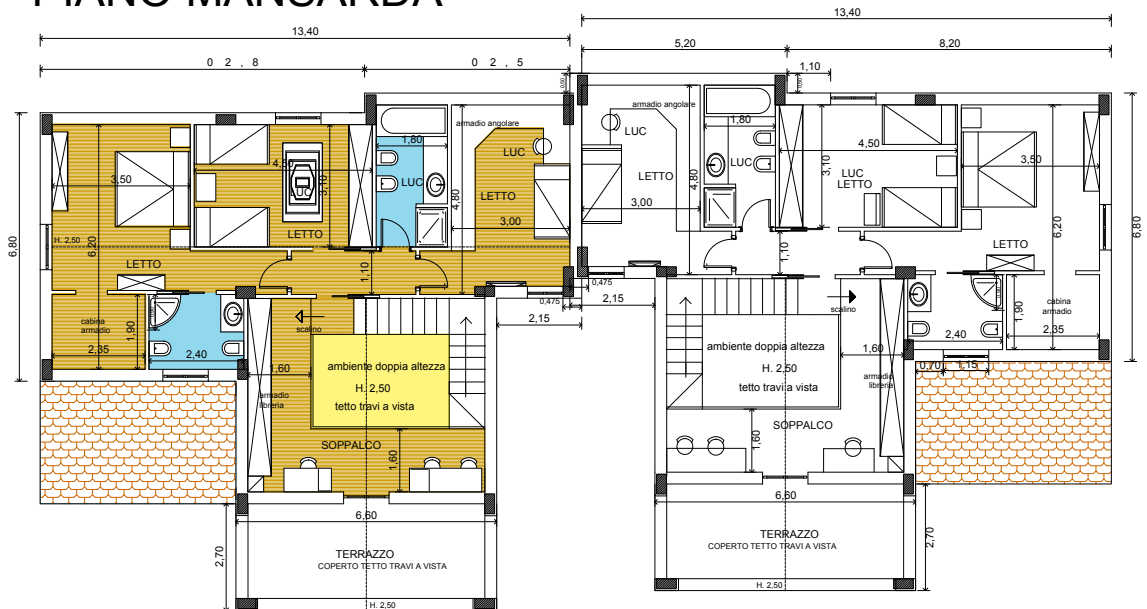 PIANO MANSARDA
13,40
13,40
0 2 , 8
0 2 , 5
5,20
8,20
1,10
0,50
0,50
armadio angolare
armadio angolare
1,80
1,80
LUC
LUC
LUC
LUC
LUC
LUC
4,50
4,50
3,50
3,50
3,10
3,10
4,80
4,80
LETTO
LETTO
LETTO
LETTO
LETTO
LETTO
3,00
3,00
6,80
6,80
6,20
6,20
H. 2,50
1,10
1,10
0,475
0,475
2,15
2,15
cabina
armadio
cabina
armadio
1,90
1,90
2,35
2,35
2,40
2,40
0,70
1,15
scalino
scalino
ambiente doppia altezza
H. 2,50
tetto travi a vista
ambiente doppia altezza
H. 2,50
tetto travi a vista
1,60
1,60
armadio
libreria
armadio
libreria
SOPPALCO
SOPPALCO
1,60
1,60
6,60
6,60
2,70
2,70
TERRAZZO
COPERTO TETTO TRAVI A VISTA
H. 2,50
TERRAZZO
COPERTO TETTO TRAVI A VISTA
H. 2,50